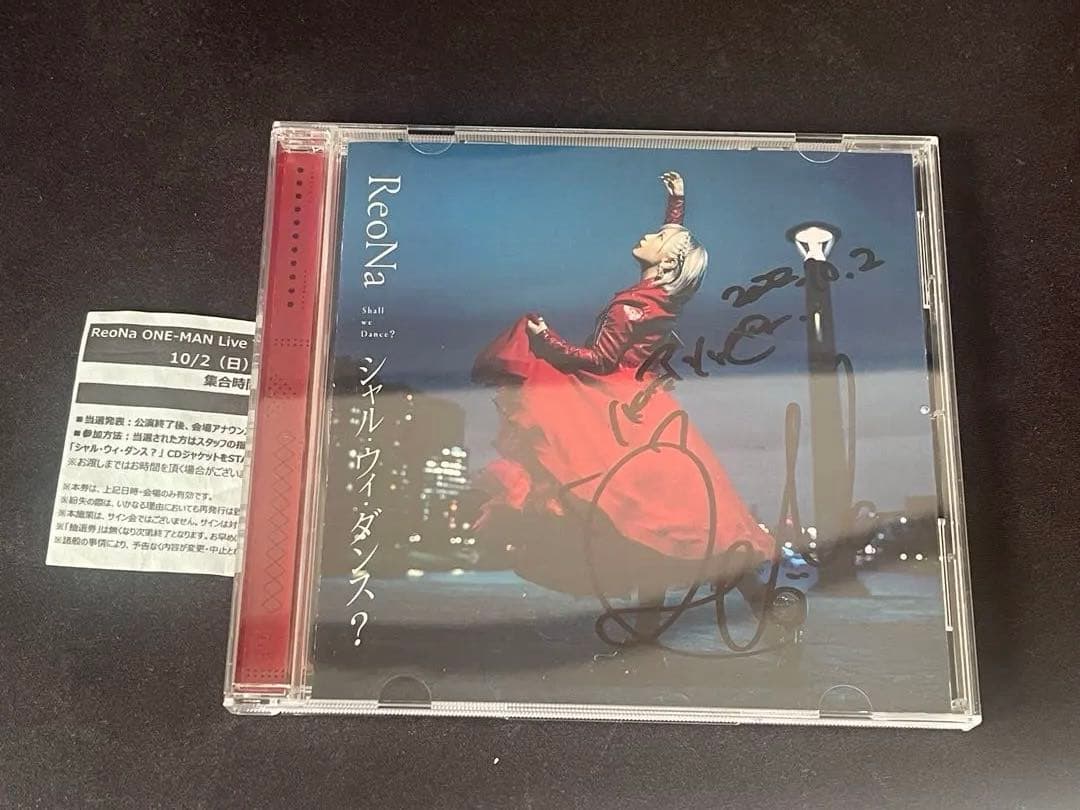 ReoNa ONE-MAN Live
10/2（日）
集合時間
■当選発表：公演終了後、会場アナウン
■参加方法：当選された方はスタッフの指
「シャル・ウィ・ダンス？」CDジャケットをSTA
※お渡しまではお時間を頂く場合がござい
※本券は、上記日時・会場のみ有効です。
※紛失の際は、いかなる理由においても再発行は
※本施策は、サイン会ではございません。サインは対
※「抽選券」は無くなり次第終了となります。お早め
※諸般の事情により、予告なく内容が変更・中止と
ReoNa
Shall
we
Dance?
シャル・ウィ・ダンス？
2022.10.2